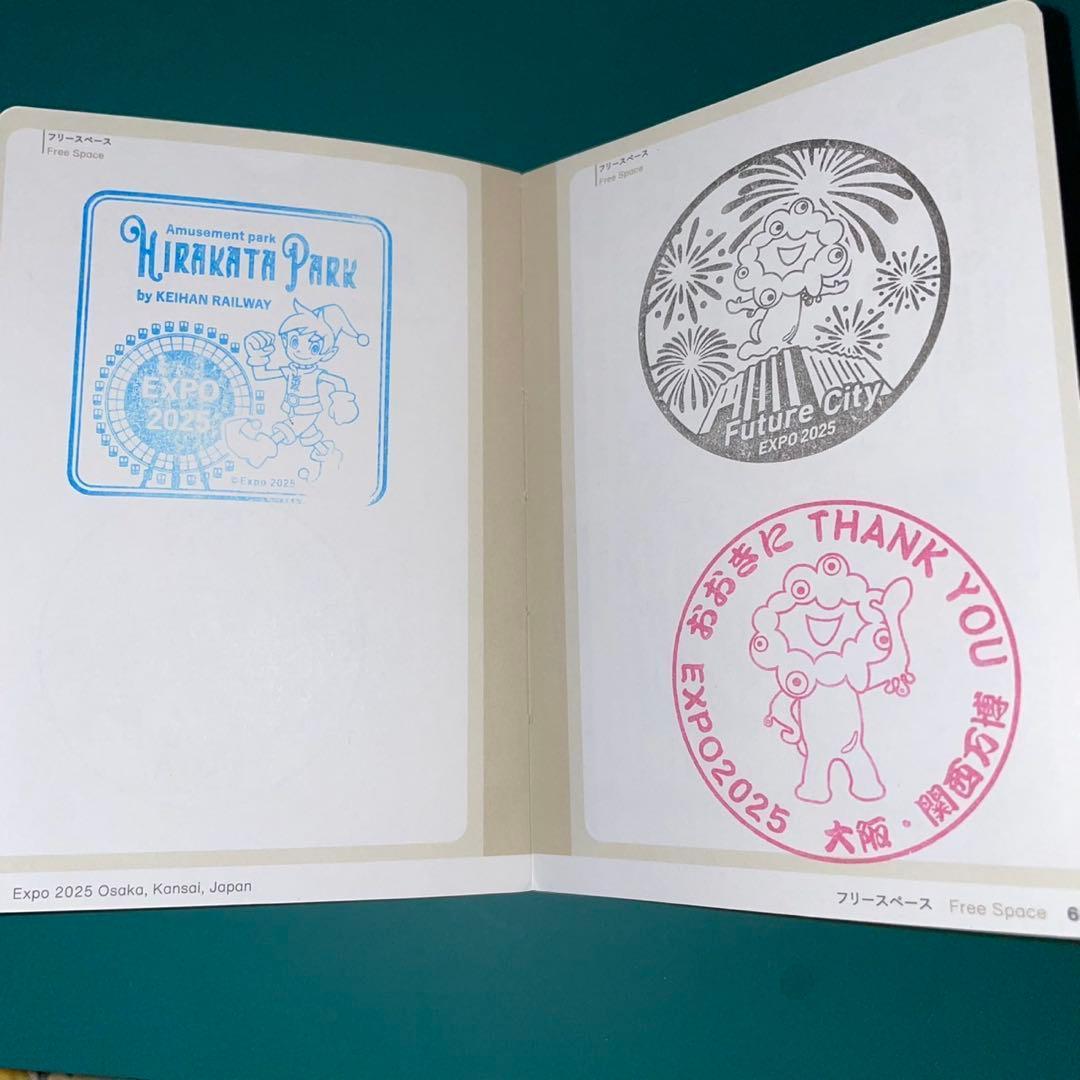 フリースペース
Free Space
Amusement park
HIRAKATA PARK
by KEIHAN RAILWAY
EXPO
2025
©Expo 2025
Expo 2025 Osaka, Kansai, Japan
フリースペース
Free Space
Future City
EXPO 2025
おおきに THANK YOU
EXPO2025
大阪・関西万博
フリースペース Free Space 6